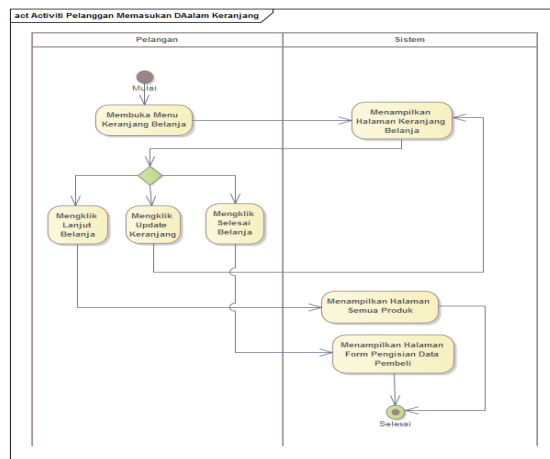 act Activiti Pelanggan Memasukan DAalam Keranjang
Pelangan
Sistem
Mulai
Membuka Menu
Keranjang Belanja
Menampilkan
Halaman Keranjang
Belanja
Mengklik
Lanjut
Belanja
Mengklik
Update
Keranjang
Mengklik
Selesai
Belanja
Menampilkan Halaman
Semua Produk
Menampilkan Halaman
Form Pengisian Data
Pembeli
Selesai